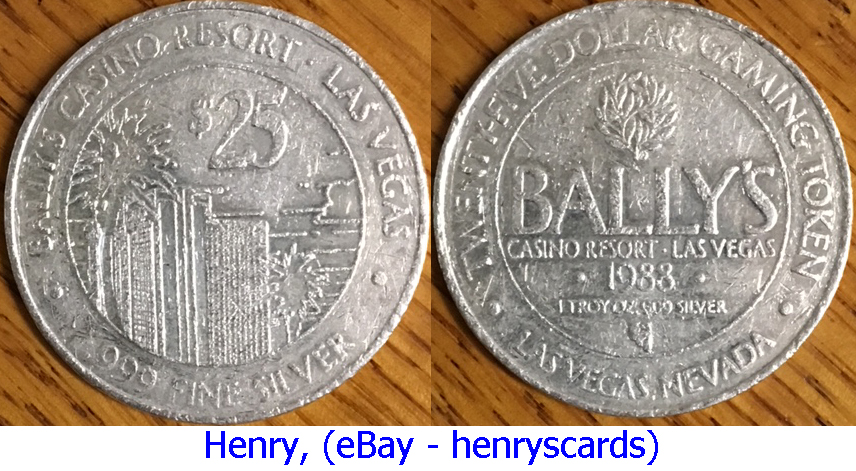 BALLY'S CASINO RESORT · LAS VEGAS
$25
.999 FINE SILVER
TWENTY-FIVE DOLLAR GAMING TOKEN
BALLY'S
CASINO RESORT · LAS VEGAS
· 1988 ·
1 TROY OZ. .999 SILVER
LAS VEGAS, NEVADA
Henry, (eBay - henryscards)